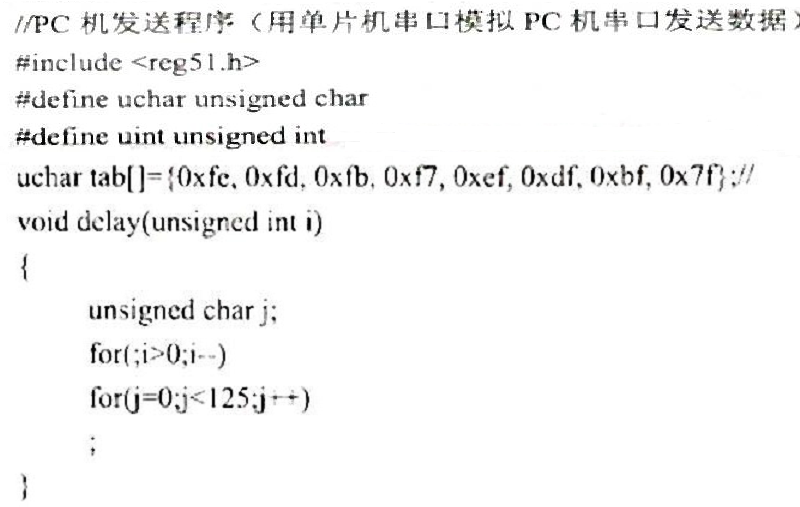 //PC 机发送程序（用单片机串口模拟 PC 机串口发送数据）
#include <reg51.h>
#define uchar unsigned char
#define uint unsigned int
uchar tab[]={0xfe, 0xfd, 0xfb, 0xf7, 0xef, 0xdf, 0xbf, 0x7f};//
void delay(unsigned int i)
{
unsigned char j;
for(;i>0;i--)
for(j=0;j<125;j++)
;
}